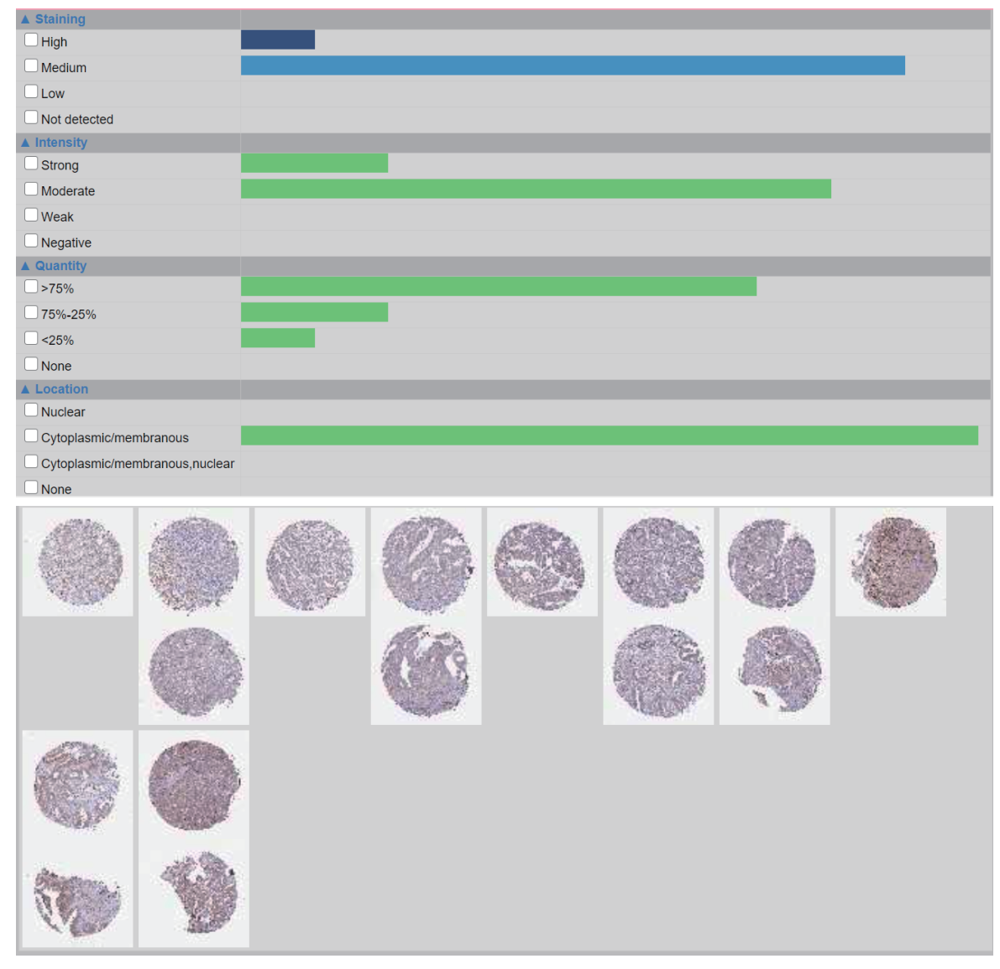 ▲ Staining
High
Medium
Low
Not detected
▲ Intensity
Strong
Moderate
Weak
Negative
▲ Quantity
>75%
75%-25%
<25%
None
▲ Location
Nuclear
Cytoplasmic/membranous
Cytoplasmic/membranous,nuclear
None